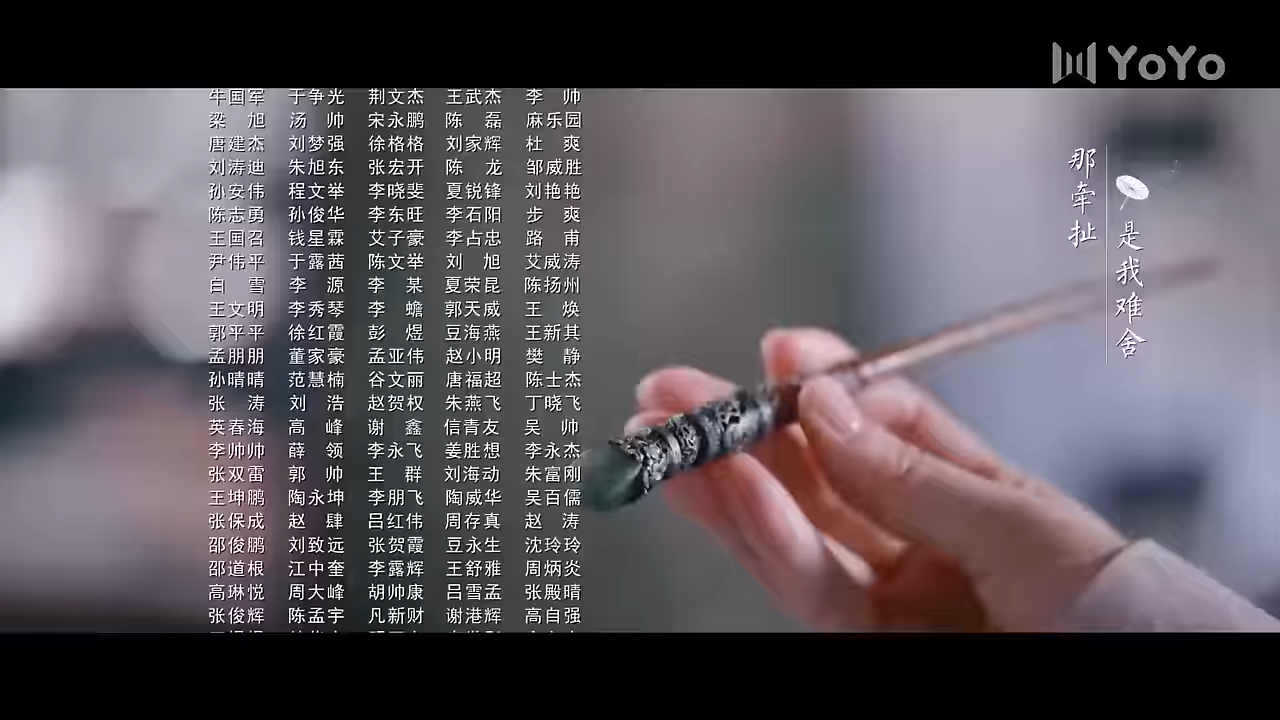 YoYo
牛国军 于争光 荆文杰 王武杰 李 帅
梁 旭 汤 帅 宋永鹏 陈 磊 麻乐园
唐建杰 刘梦强 徐格格 刘家辉 杜 爽
刘涛迪 朱旭东 张宏开 陈 龙 邹威胜
孙安伟 程文举 李晓斐 夏锐锋 刘艳艳
陈志勇 孙俊华 李东旺 李石阳 步 爽
王国召 钱星霖 艾子豪 李占忠 路 甫
尹伟平 于露茜 陈文举 刘 旭 艾威涛
白 雪 李 源 李 某 夏荣昆 陈扬州
王文明 李秀琴 李 蟾 郭天威 王 焕
郭平平 徐红霞 彭 煜 豆海燕 王新其
孟朋朋 董家豪 孟亚伟 赵小明 樊 静
孙晴晴 范慧楠 谷文丽 唐福超 陈士杰
张 涛 刘 浩 赵贺权 朱燕飞 丁晓飞
英春海 高 峰 谢 鑫 信青友 吴 帅
李帅帅 薛 领 李永飞 姜胜想 李永杰
张双雷 郭 帅 王 群 刘海动 朱富刚
王坤鹏 陶永坤 李朋飞 陶威华 吴百儒
张保成 赵 肆 吕红伟 周存真 赵 涛
邵俊鹏 刘致远 张贺霞 豆永生 沈玲玲
邵道根 江中奎 李露辉 王舒雅 周炳炎
高琳悦 周大峰 胡帅康 吕雪孟 张殿晴
张俊辉 陈孟宇 凡新财 谢港辉 高自强
那牵扯
是我难舍